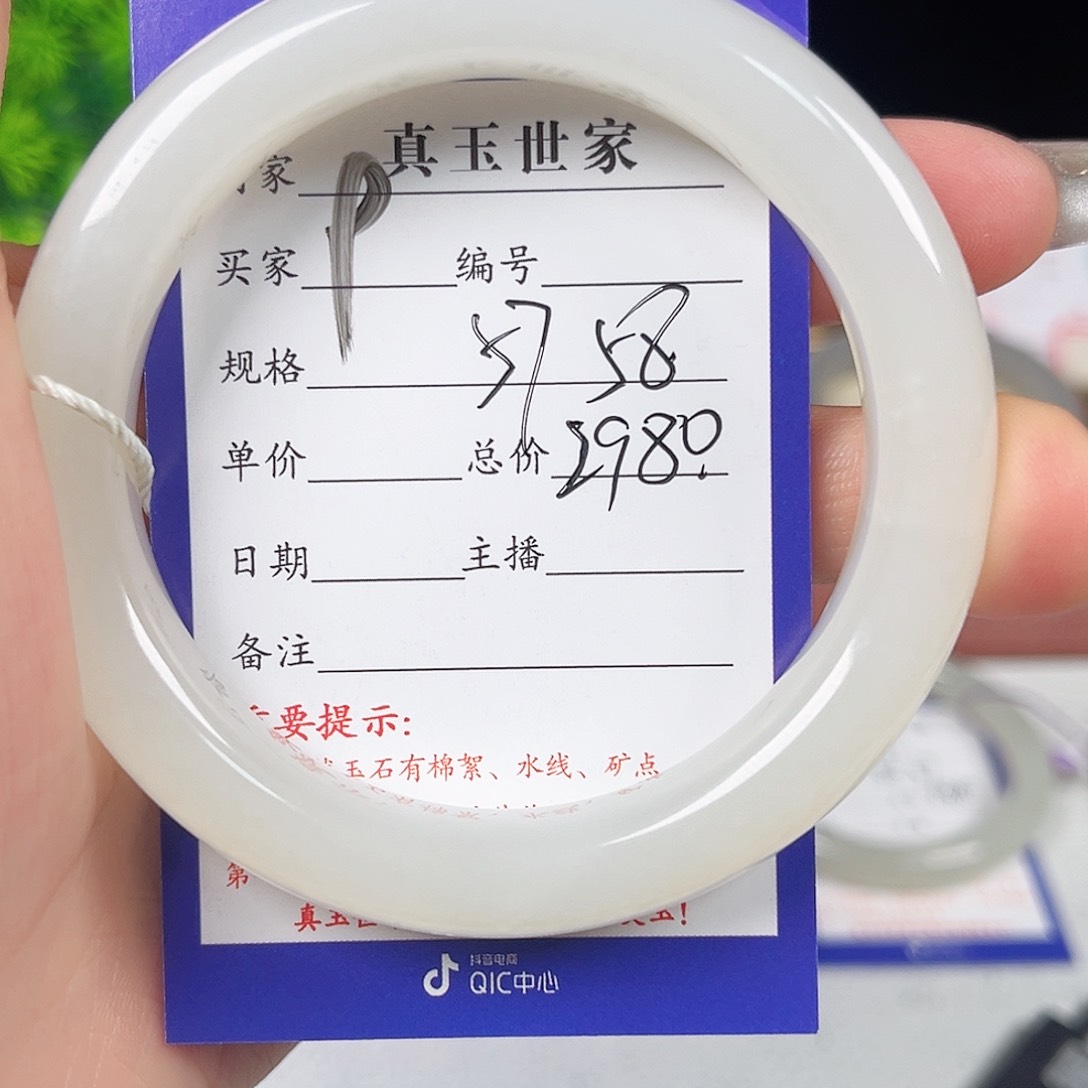 真玉世家
家
买家 编号
规格 57 58
单价 总价 2980
日期 主播
备注
要提示:
玉石有棉絮、水线、矿点
第
真玉世
抖音电商
QIC中心